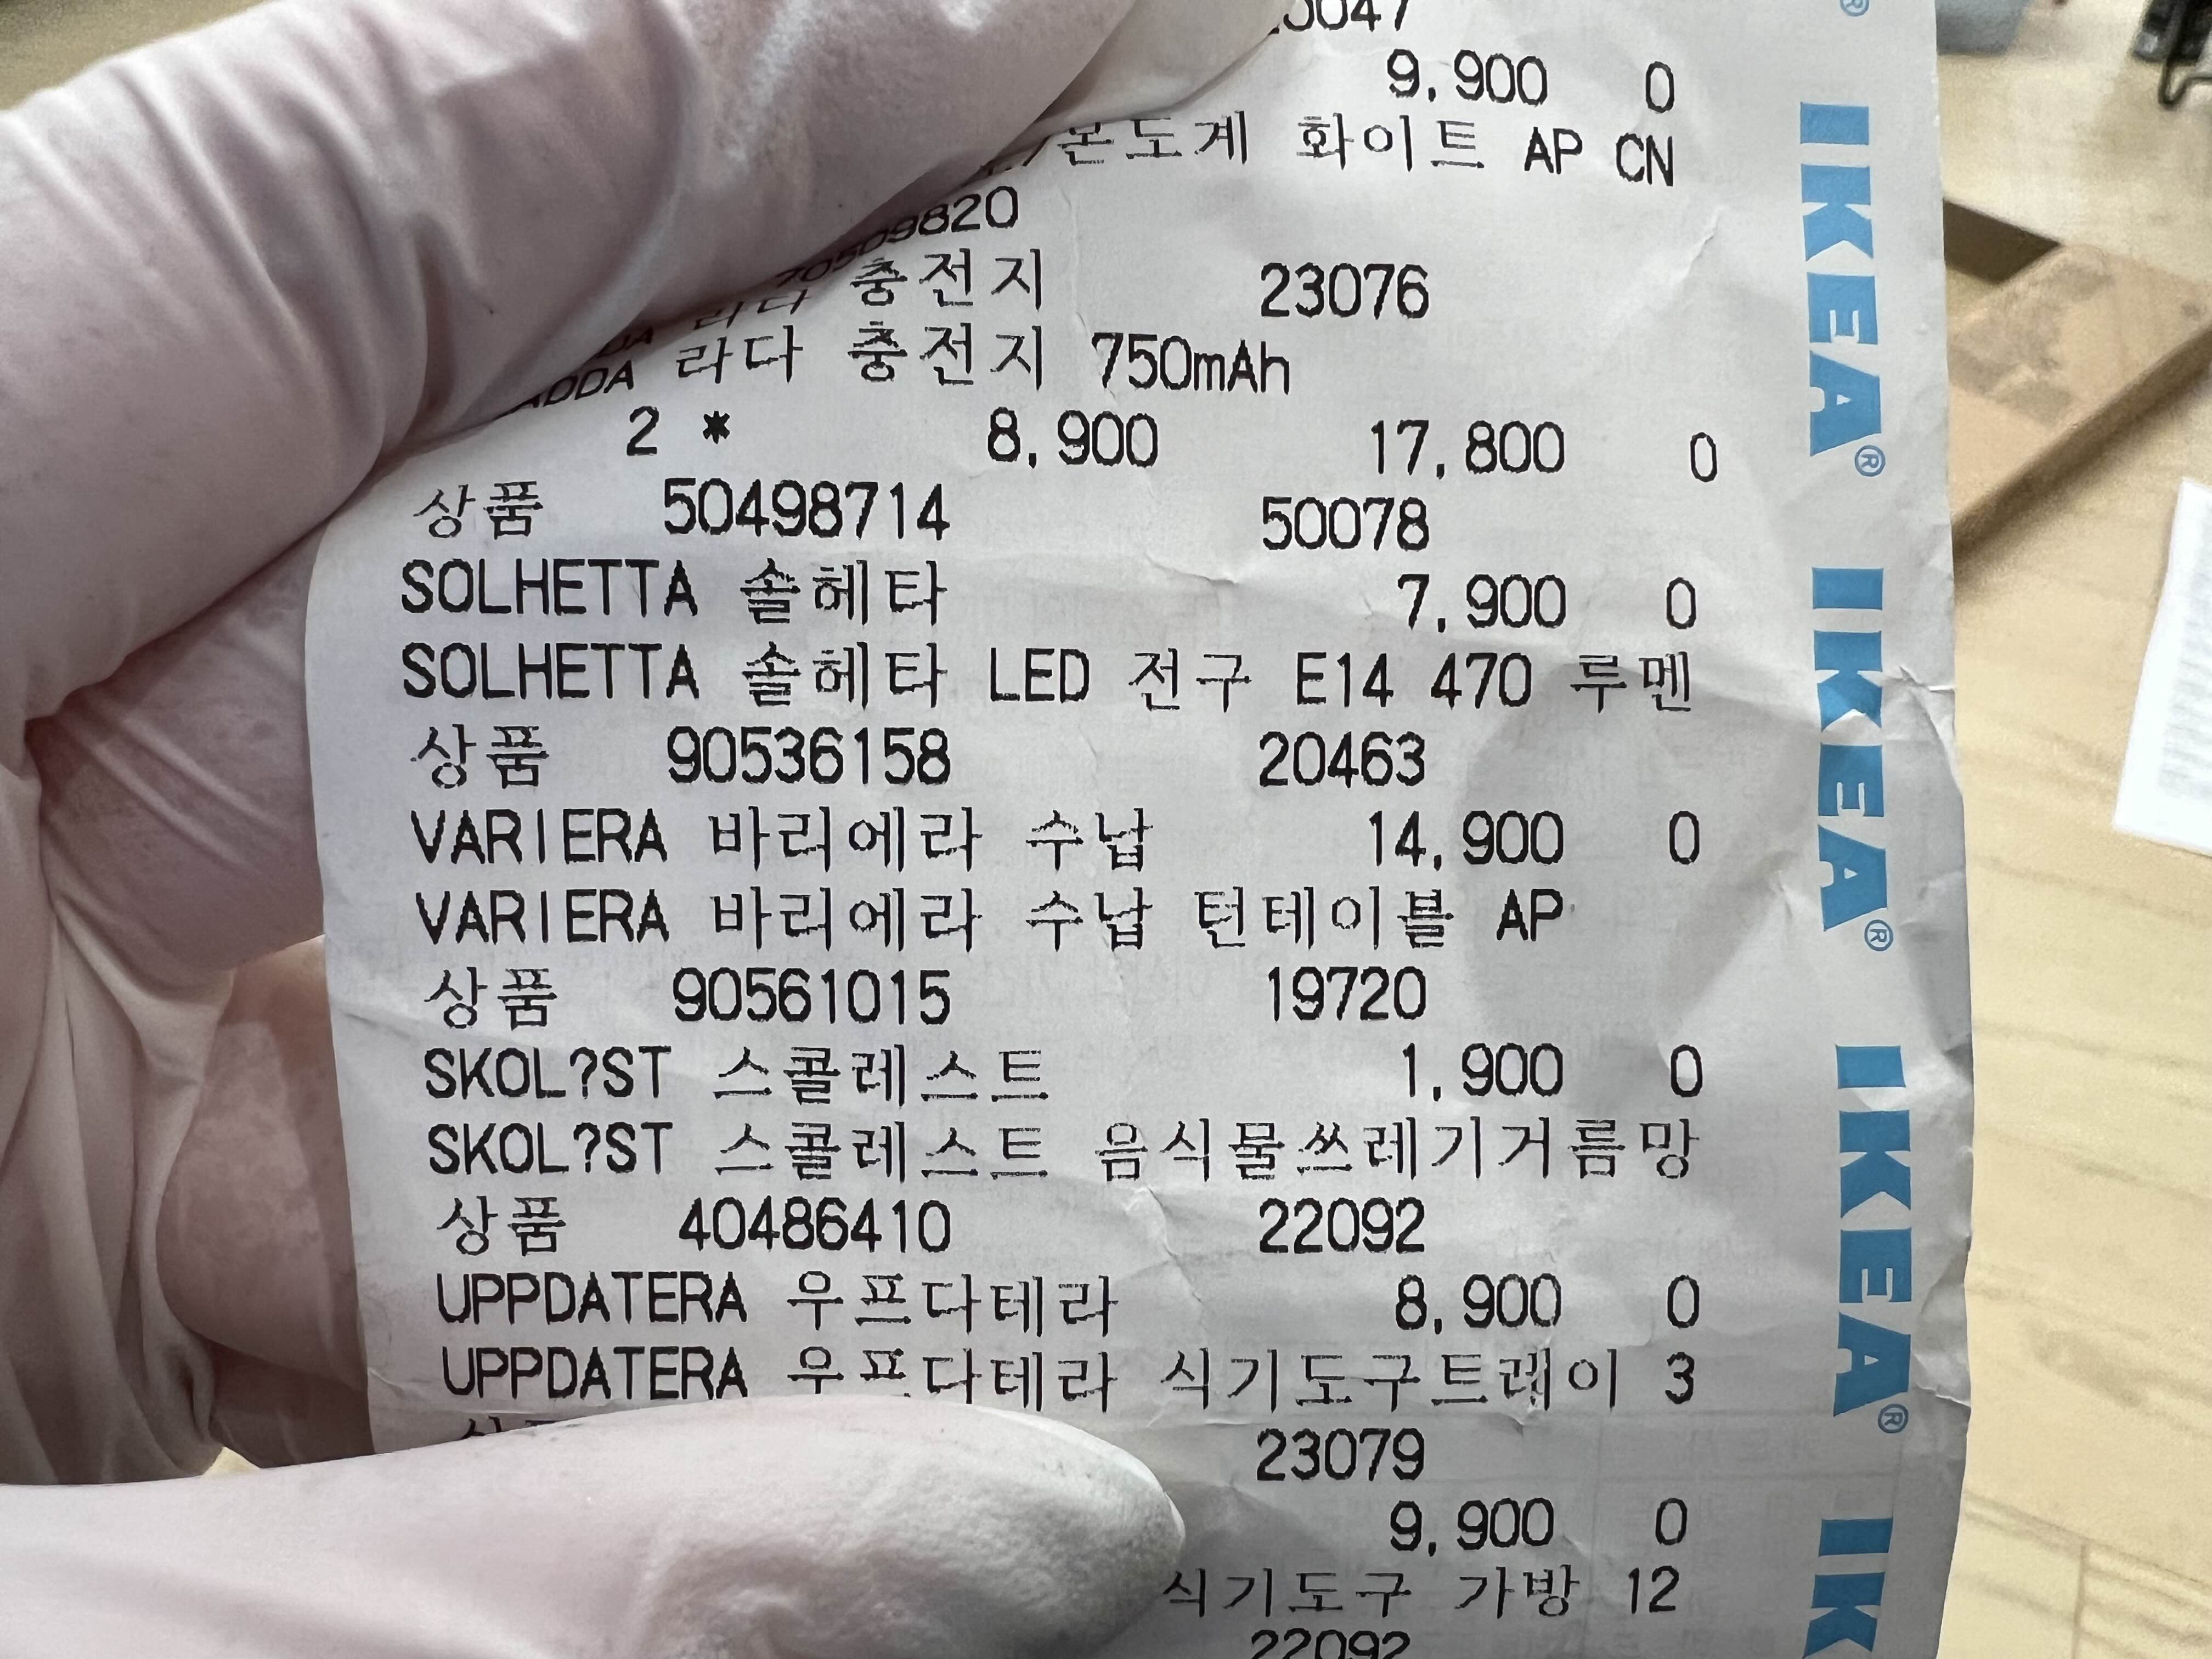 9,900 0
온도계 화이트 AP CN
70509820
라다 충전지 23076
LADDA 라다 충전지 750mAh
2 * 8,900 17,800 0
상품 50498714 50078
SOLHETTA 솔헤타 7,900 0
SOLHETTA 솔헤타 LED 전구 E14 470 루멘
상품 90536158 20463
VARIERA 바리에라 수납 14,900 0
VARIERA 바리에라 수납 턴테이블 AP
상품 90561015 19720
SKOL?ST 스콜레스트 1,900 0
SKOL?ST 스콜레스트 음식물쓰레기거름망
상품 40486410 22092
UPPDATERA 우프다테라 8,900 0
UPPDATERA 우프다테라 식기도구트레이 3
23079
9,900 0
식기도구 가방 12
22092
IKEA®
IKEA®
IKEA®
IK